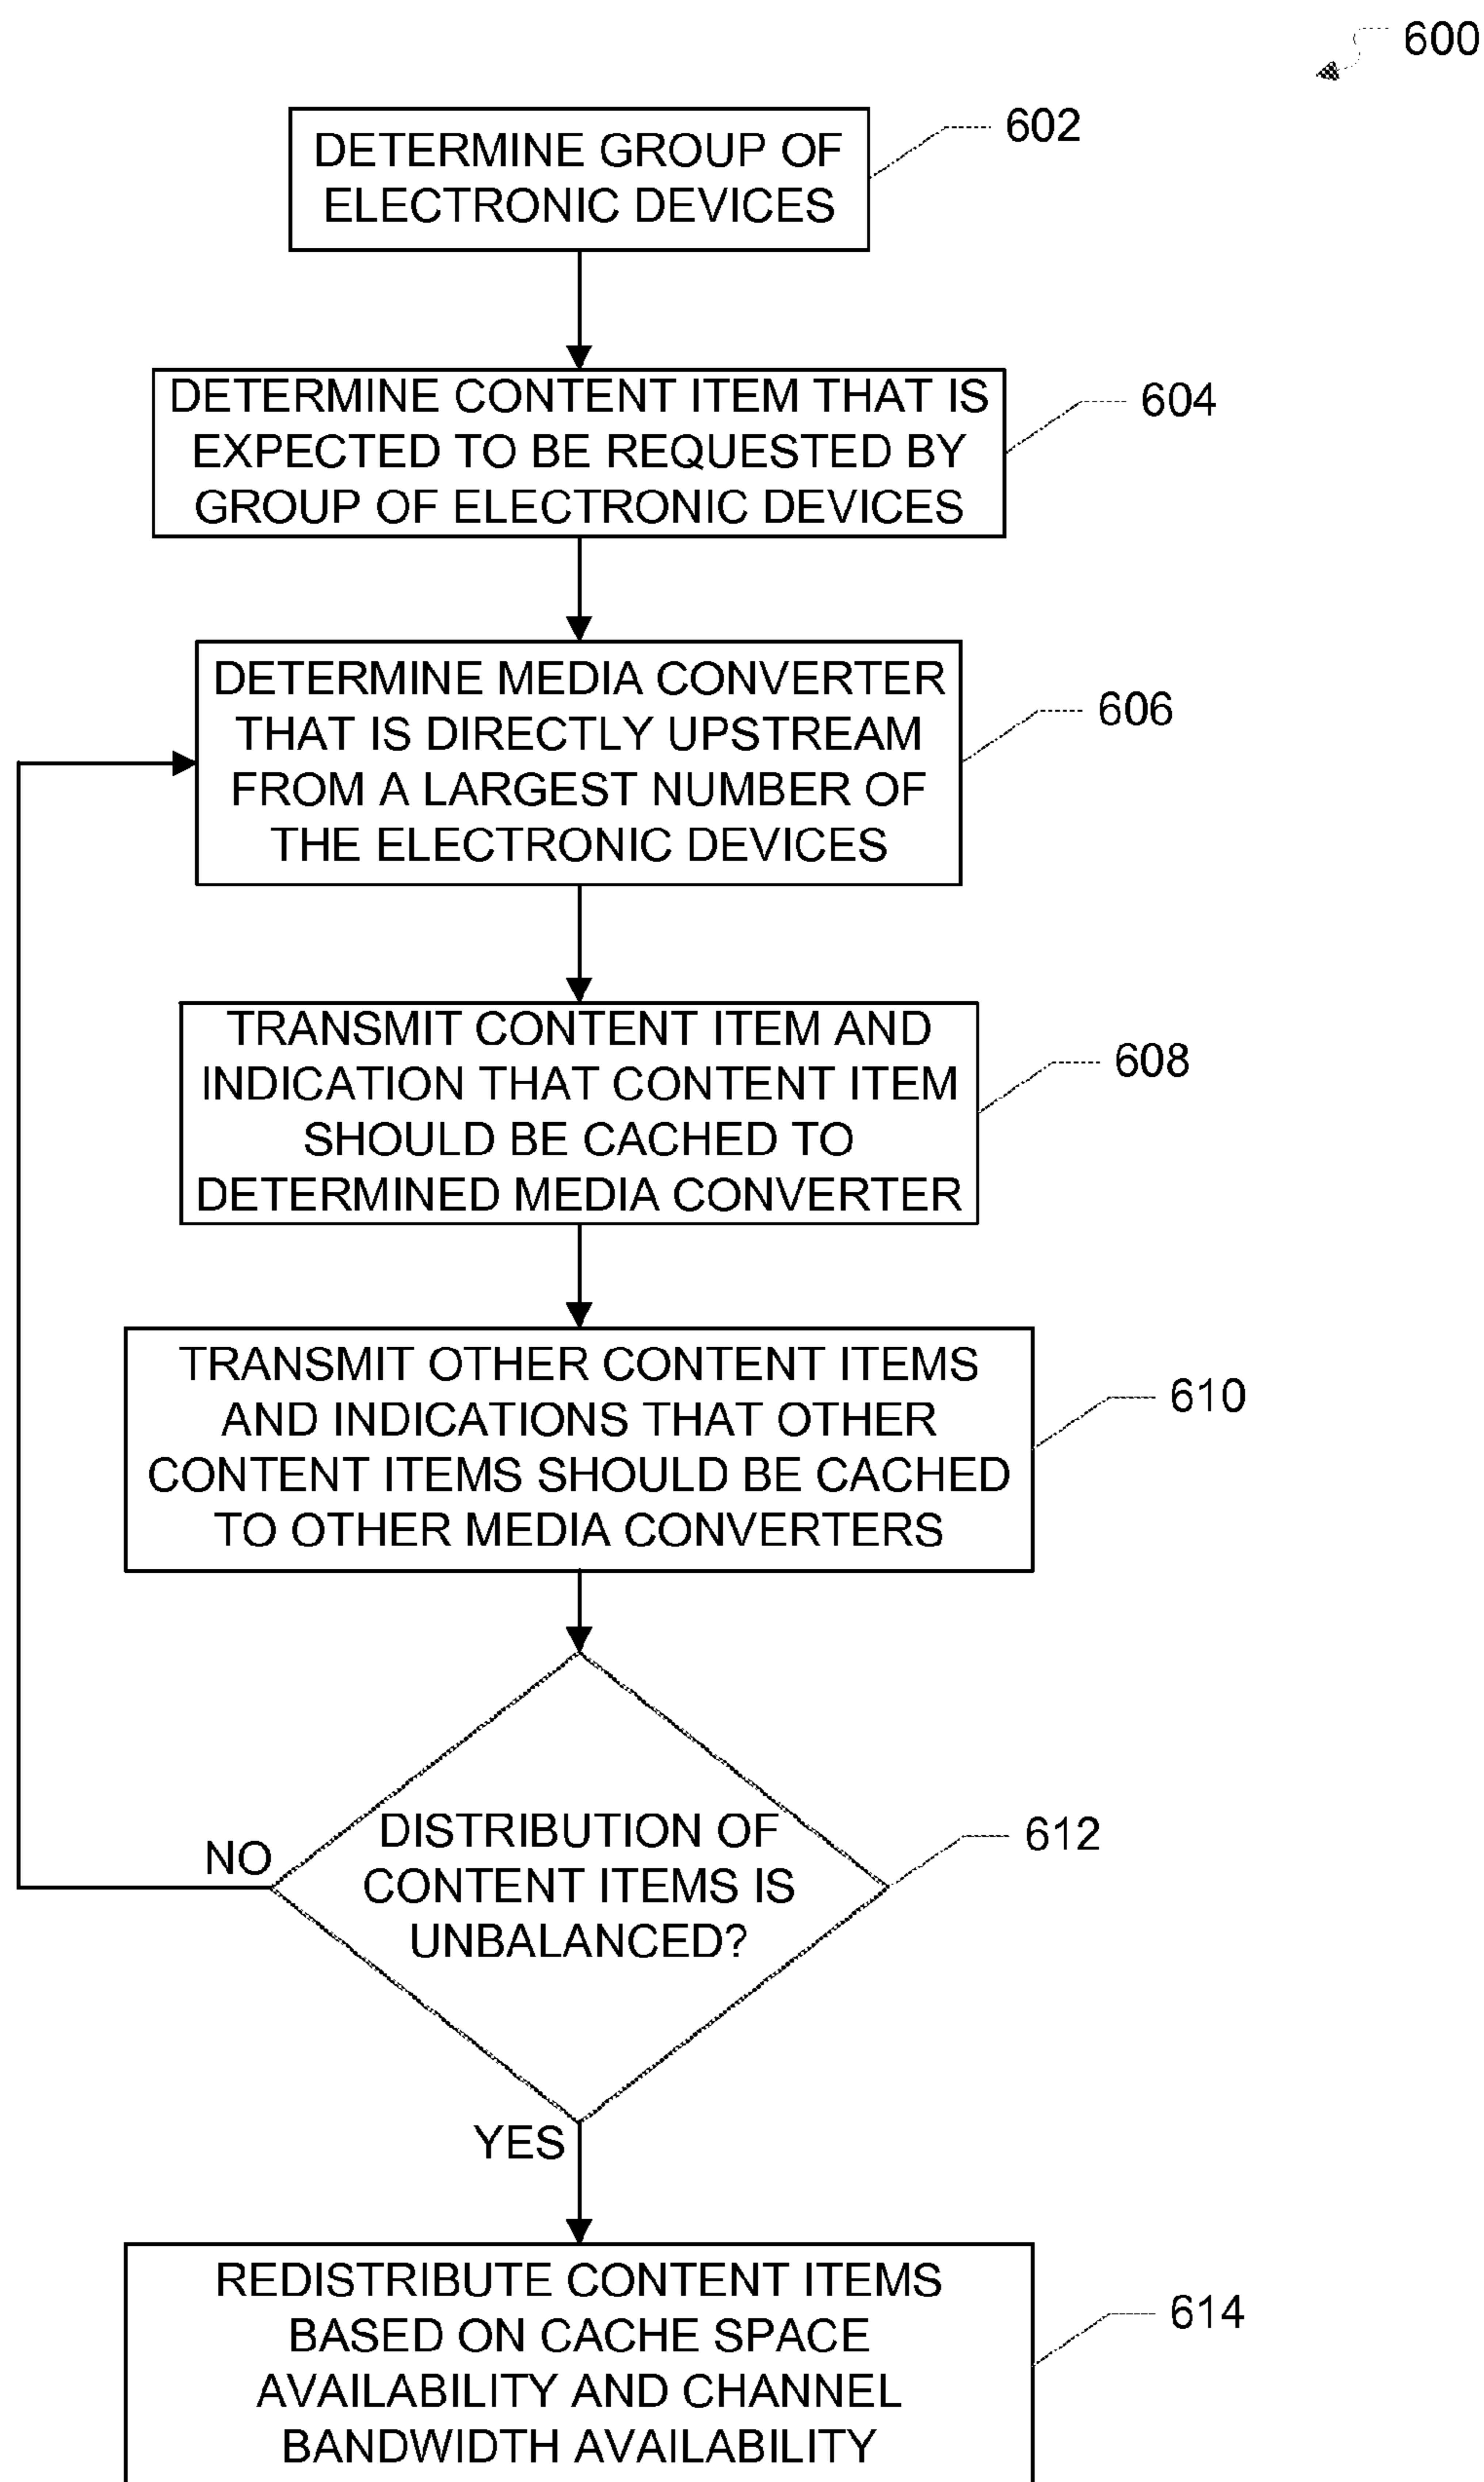 600
DETERMINE GROUP OF
ELECTRONIC DEVICES
602
DETERMINE CONTENT ITEM THAT IS
EXPECTED TO BE REQUESTED BY
GROUP OF ELECTRONIC DEVICES
604
DETERMINE MEDIA CONVERTER
THAT IS DIRECTLY UPSTREAM
FROM A LARGEST NUMBER OF
THE ELECTRONIC DEVICES
606
TRANSMIT CONTENT ITEM AND
INDICATION THAT CONTENT ITEM
SHOULD BE CACHED TO
DETERMINED MEDIA CONVERTER
608
TRANSMIT OTHER CONTENT ITEMS
AND INDICATIONS THAT OTHER
CONTENT ITEMS SHOULD BE CACHED
TO OTHER MEDIA CONVERTERS
610
DISTRIBUTION OF
CONTENT ITEMS IS
UNBALANCED?
612
NO
YES
REDISTRIBUTE CONTENT ITEMS
BASED ON CACHE SPACE
AVAILABILITY AND CHANNEL
BANDWIDTH AVAILABILITY
614